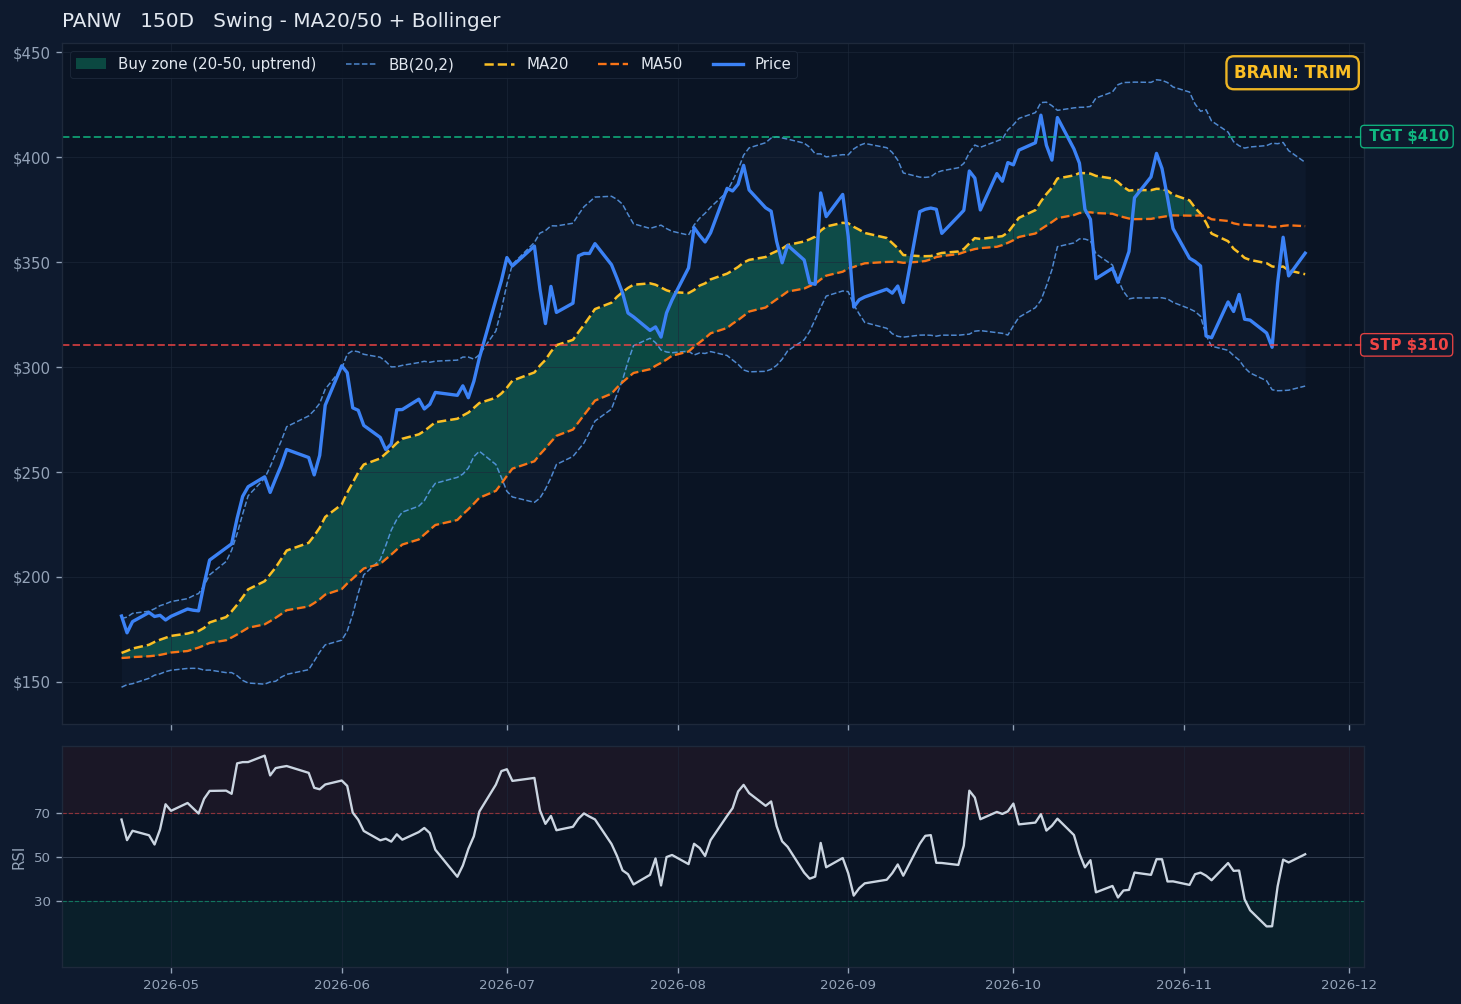 PANW   150D   Swing - MA20/50 + Bollinger
Buy zone (20-50, uptrend)
BB(20,2)
MA20
MA50
Price
BRAIN: TRIM
$450
TGT $410
$400
$350
STP $310
$300
$250
$200
$150
RSI
70
50
30
2026-05
2026-06
2026-07
2026-08
2026-09
2026-10
2026-11
2026-12